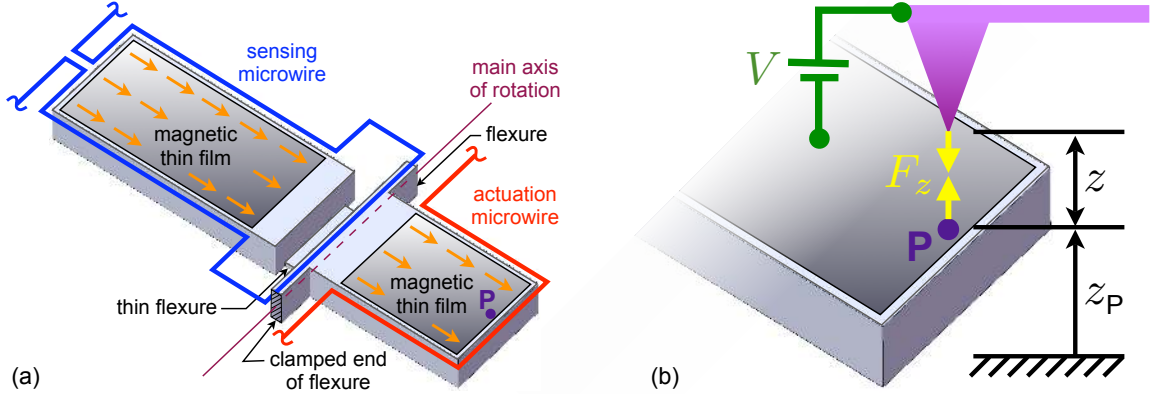 sensing
microwire
main axis
of rotation
flexure
magnetic
thin film
actuation
microwire
thin flexure
magnetic
thin film
P
clamped end
of flexure
(a)
V
F_z
z
P
z_P
(b)